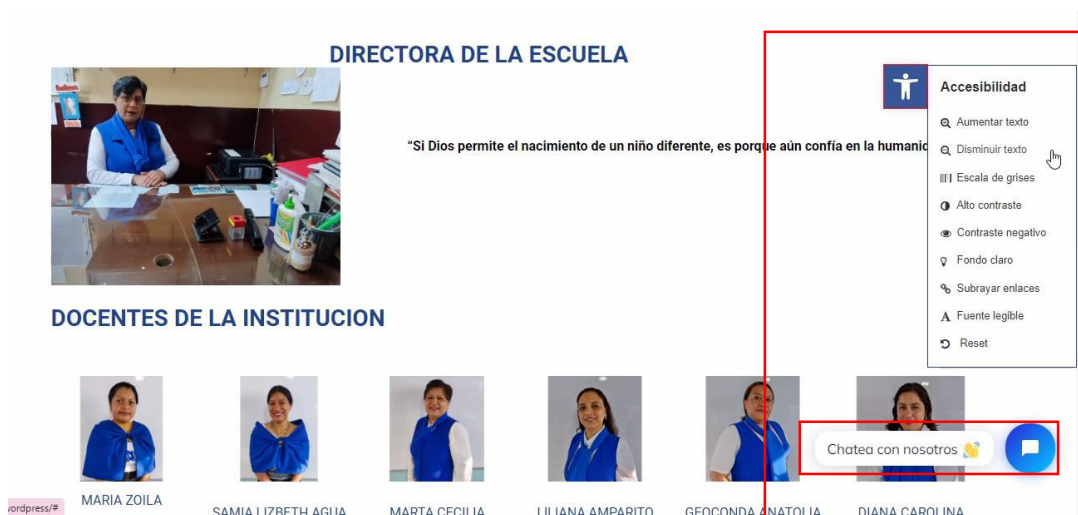 DIRECTORA DE LA ESCUELA
“Si Dios permite el nacimiento de un niño diferente, es porque aún confía en la humanid
Accesibilidad
Aumentar texto
Disminuir texto
Escala de grises
Alto contraste
Contraste negativo
Fondo claro
Subrayar enlaces
Fuente legible
Reset
DOCENTES DE LA INSTITUCION
Chatea con nosotros 👋
MARIA ZOILA
SAMIA LIZBETH AGUA
MARTA CECILIA
LILIANA AMPARITO
GEOCONDA ANATOLIA
DIANA CAROLINA
wordpress/#